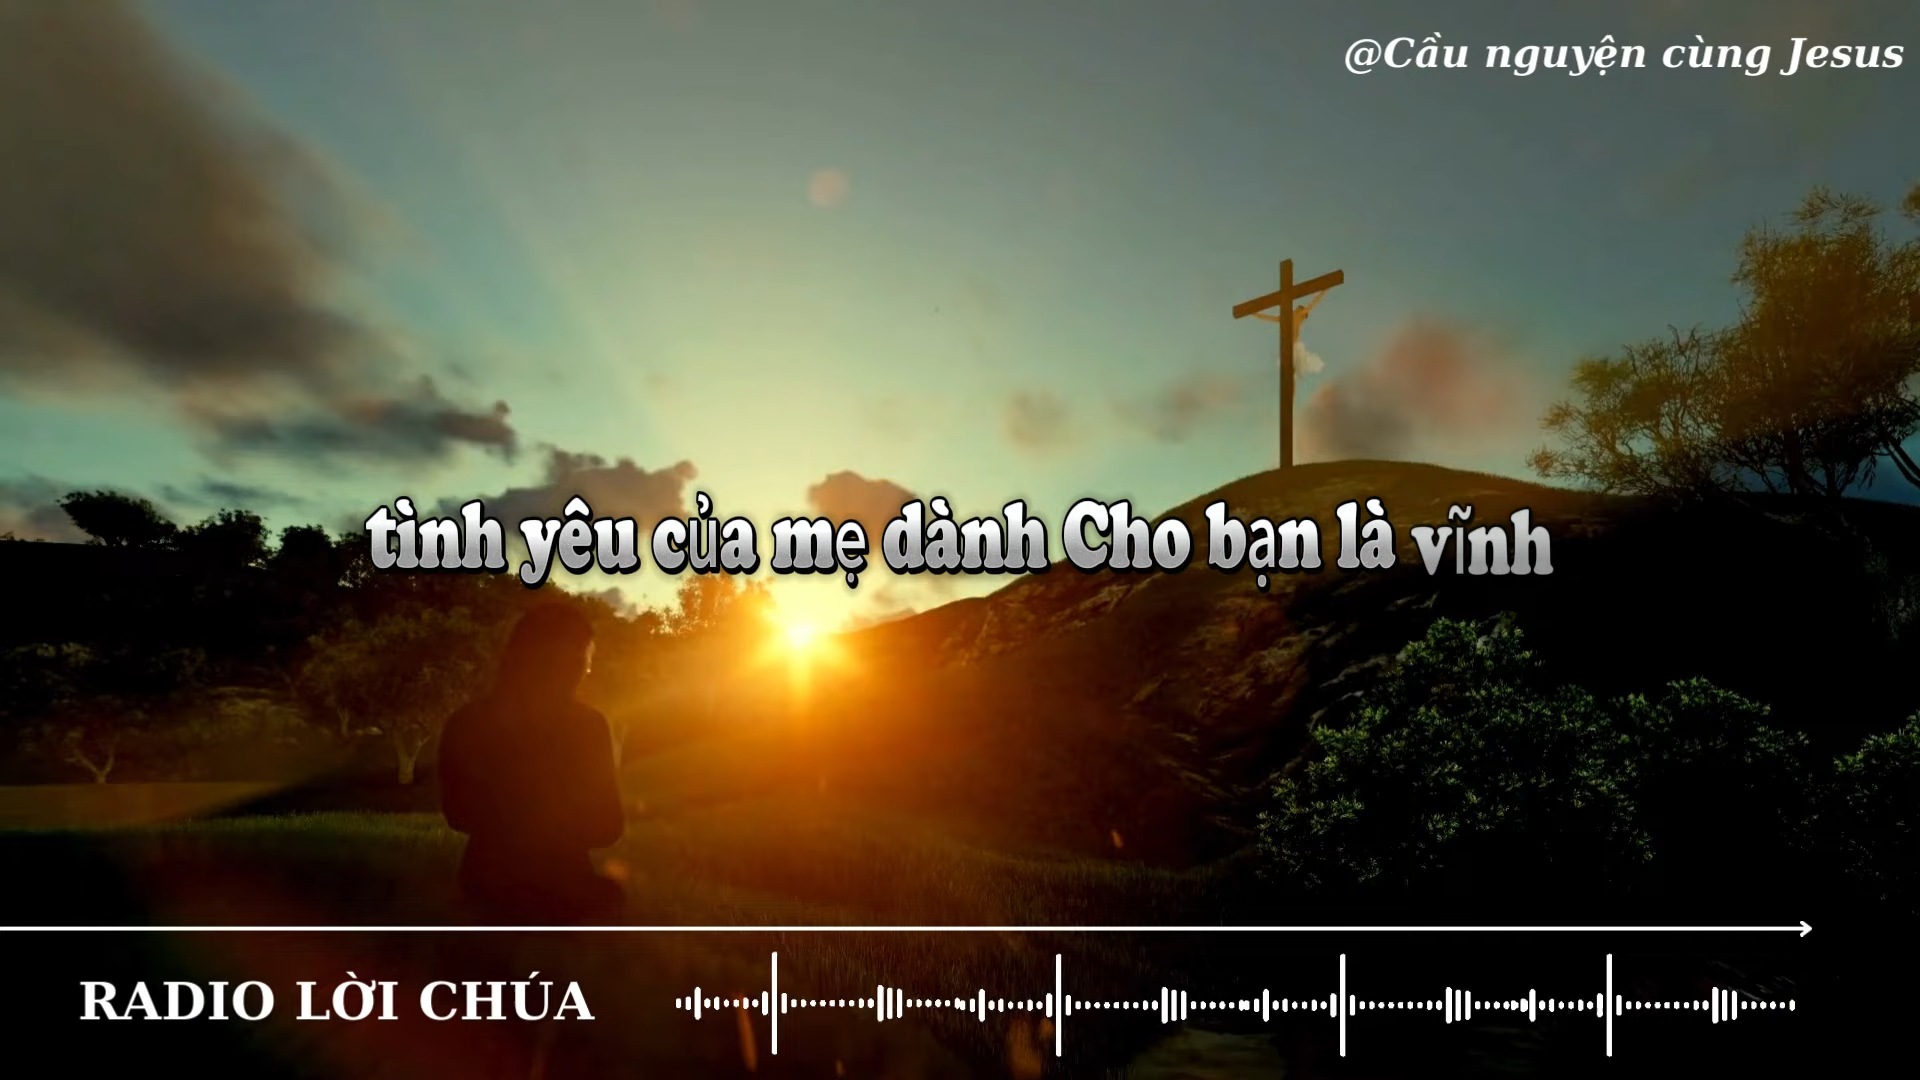 @Cầu nguyện cùng Jesus
tình yêu của mẹ dành Cho bạn là vĩnh
RADIO LỜI CHÚA